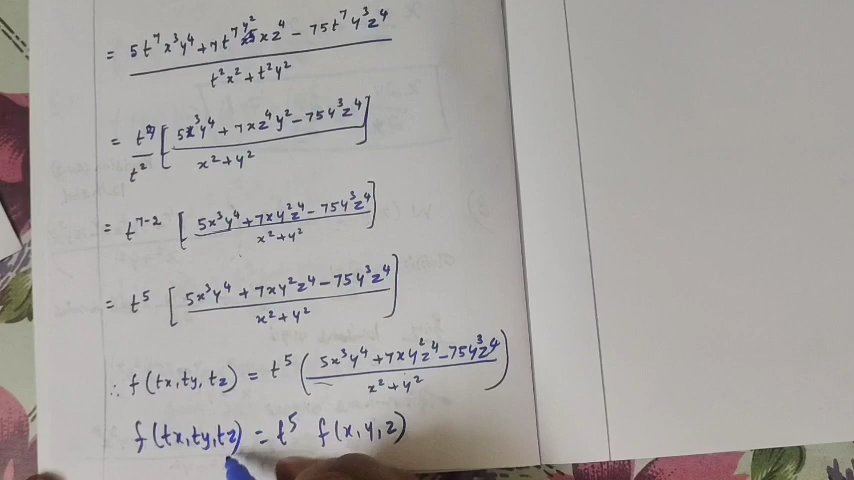 = 5t⁷x³y⁴ + 7t⁷y²xz⁴ - 75t⁷y³z⁴ / t²x² + t²y²
= t⁷/t² [5x³y⁴ + 7xz⁴y² - 75y³z⁴ / x² + y²]
= t⁷⁻² [5x³y⁴ + 7xy²z⁴ - 75y³z⁴ / x² + y²]
= t⁵ [5x³y⁴ + 7xy²z⁴ - 75y³z⁴ / x² + y²]
∴ f(tx, ty, tz) = t⁵ (5x³y⁴ + 7xy²z⁴ - 75y³z⁴ / x² + y²)
f(tx, ty, tz) = t⁵ f(x, y, z)